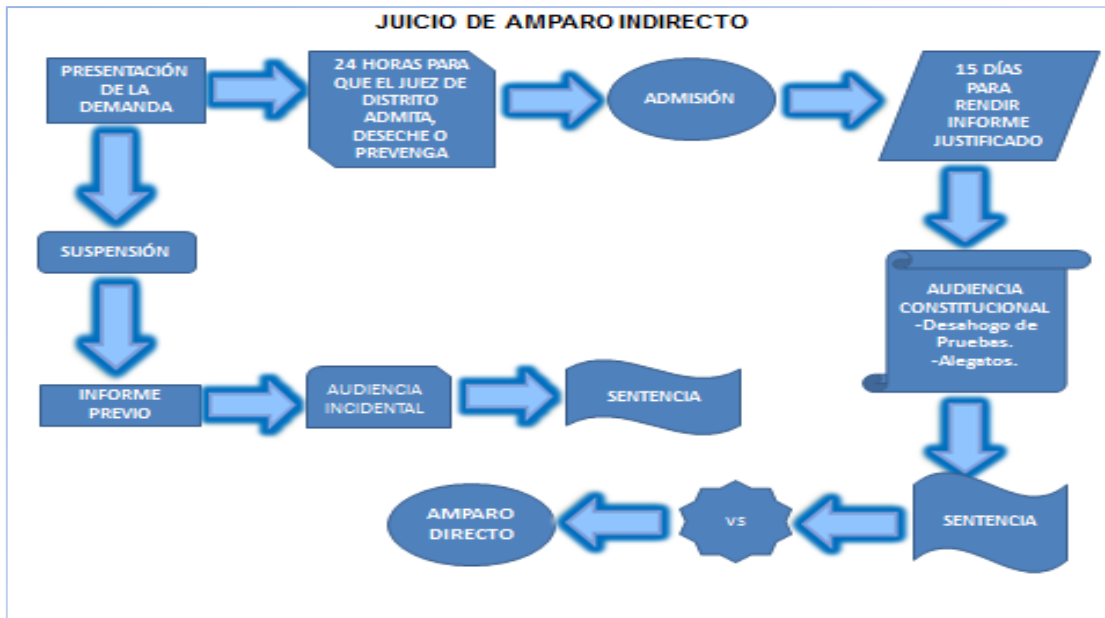 JUICIO DE AMPARO INDIRECTO
PRESENTACIÓN
DE LA
DEMANDA
24 HORAS PARA
QUE EL JUEZ DE
DISTRITO
ADMITA,
DESECHE O
PREVENGA
ADMISIÓN
15 DÍAS
PARA
RENDIR
INFORME
JUSTIFICADO
SUSPENSIÓN
AUDIENCIA
CONSTITUCIONAL
-Desahogo de
Pruebas.
-Alegatos.
INFORME
PREVIO
AUDIENCIA
INCIDENTAL
SENTENCIA
AMPARO
DIRECTO
VS
SENTENCIA